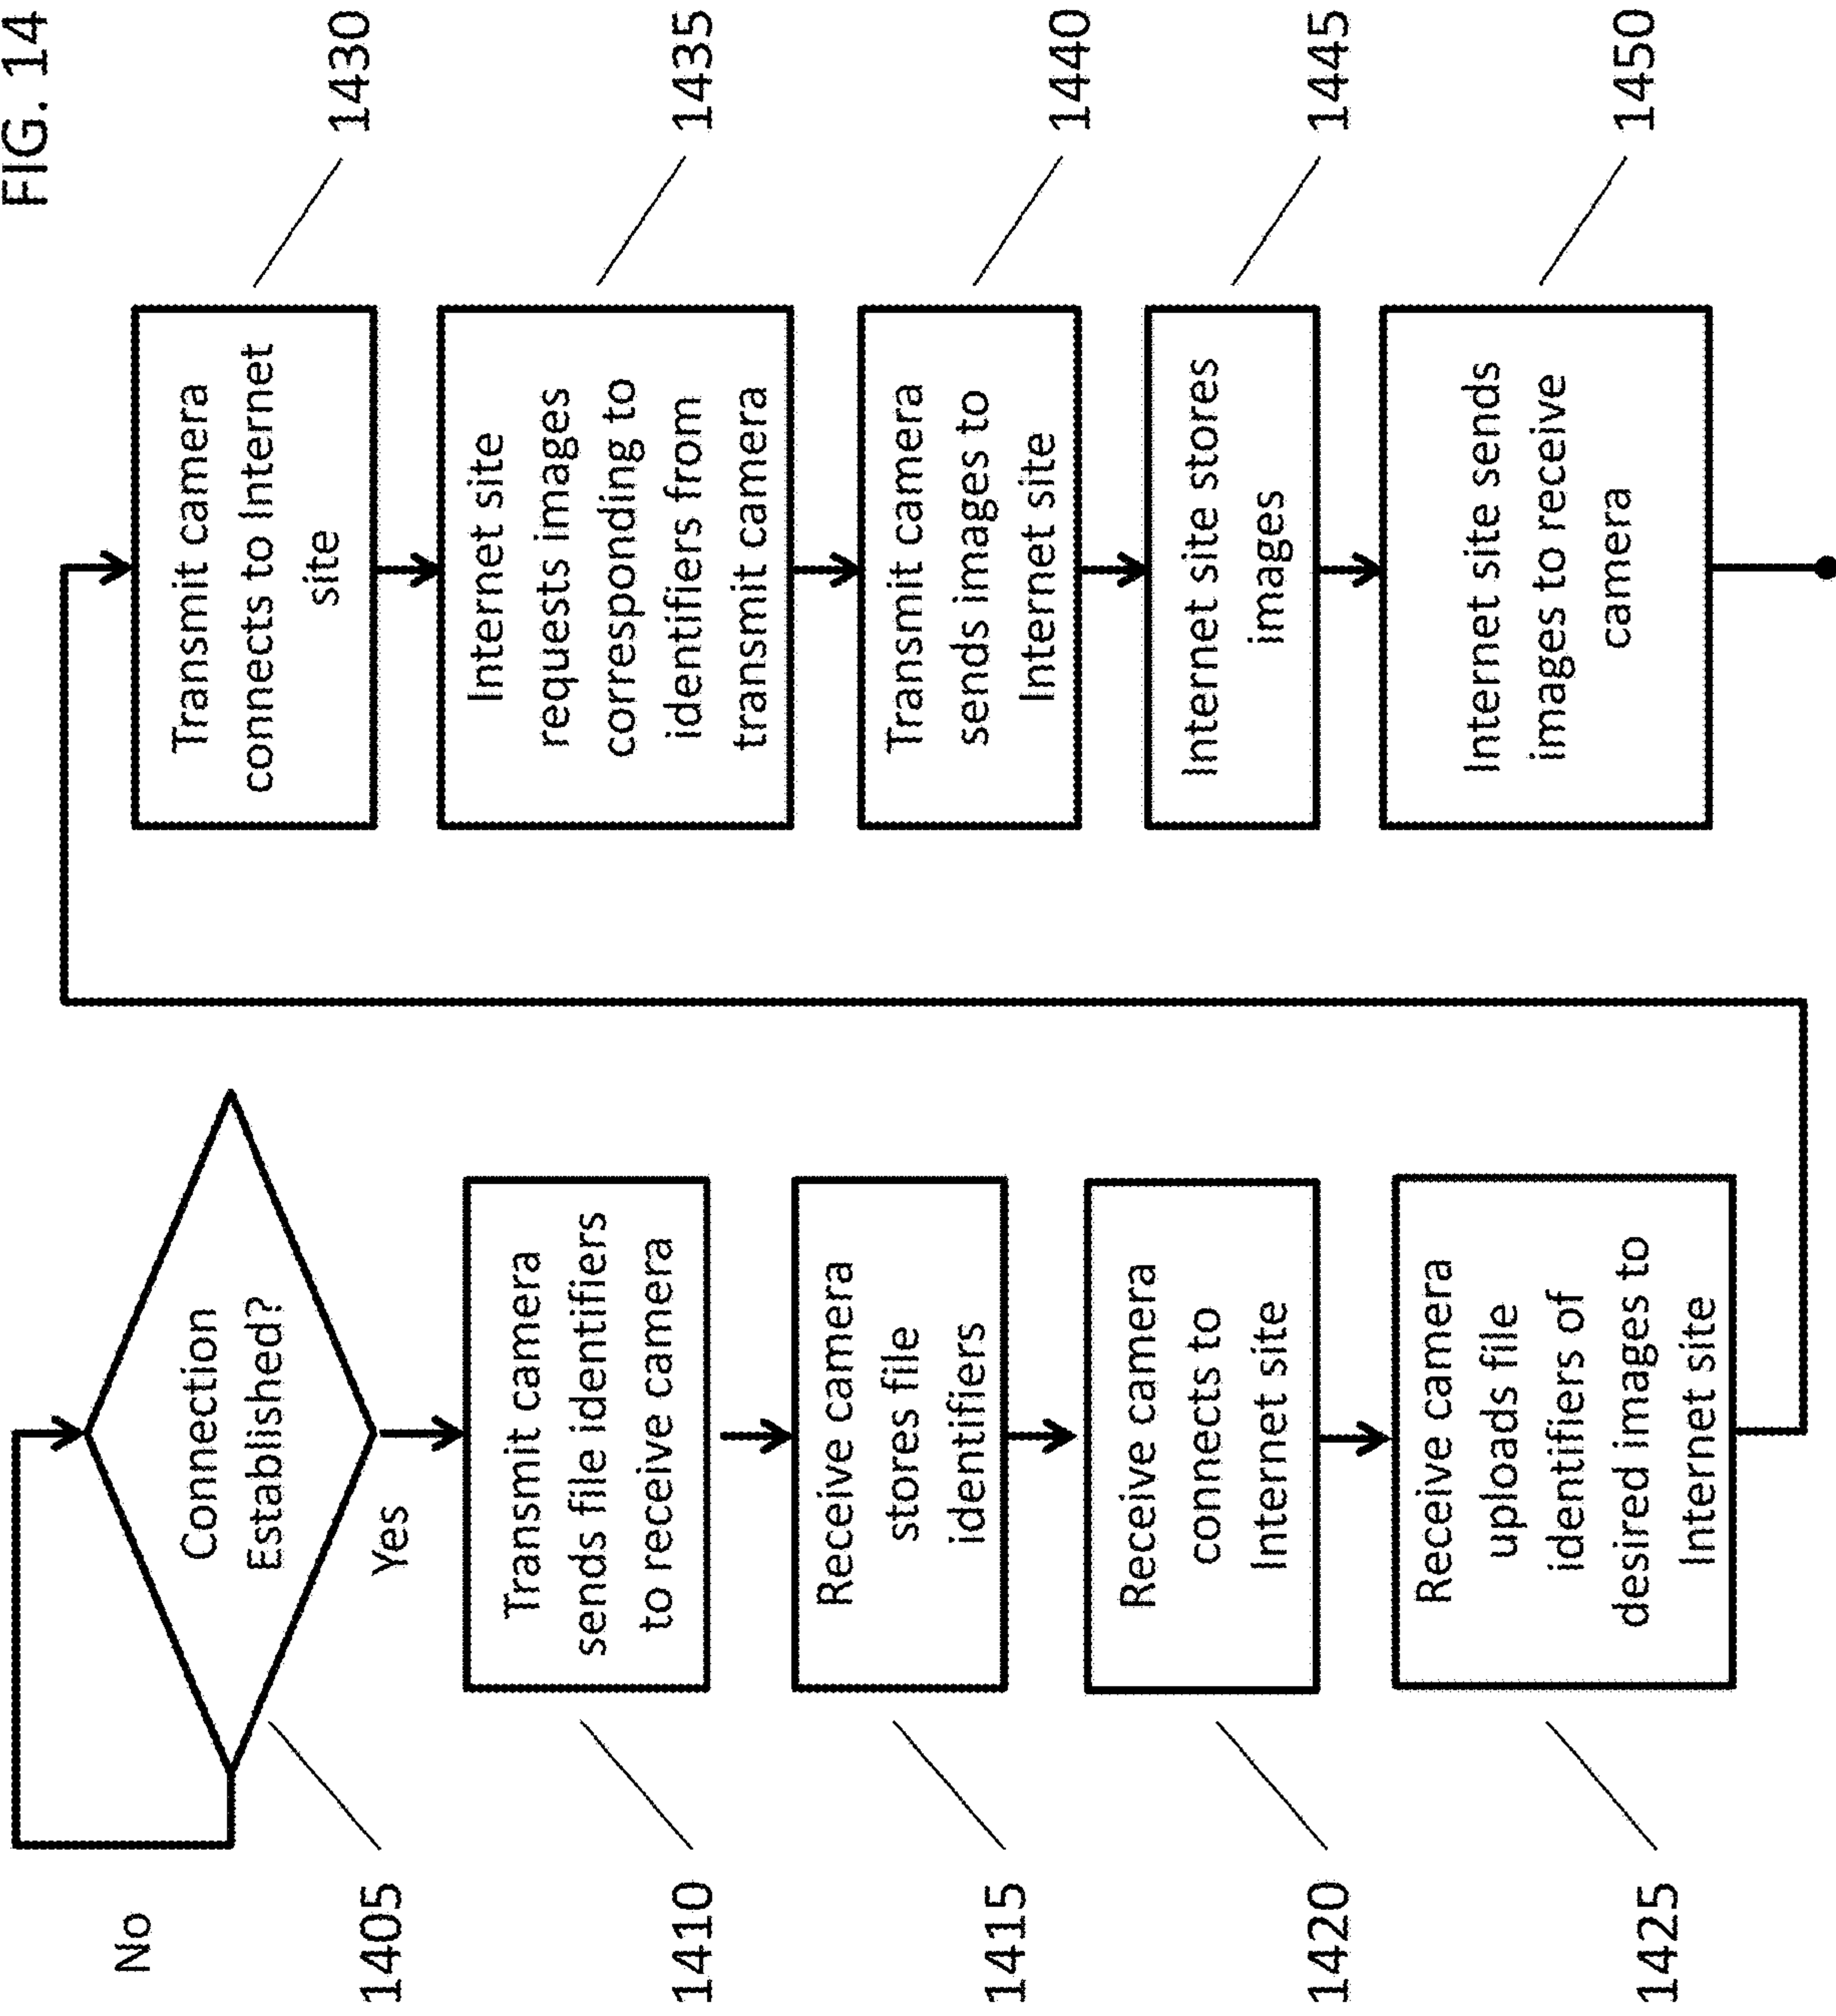 FIG. 14
No
Connection
Established?
Yes
1405
Transmit camera
sends file identifiers
to receive camera
1410
Receive camera
stores file
identifiers
1415
Receive camera
connects to
Internet site
1420
Receive camera
uploads file
identifiers of
desired images to
Internet site
1425
Transmit camera
connects to Internet
site
1430
Internet site
requests images
corresponding to
identifiers from
transmit camera
1435
Transmit camera
sends images to
Internet site
1440
Internet site stores
images
1445
Internet site sends
images to receive
camera
1450